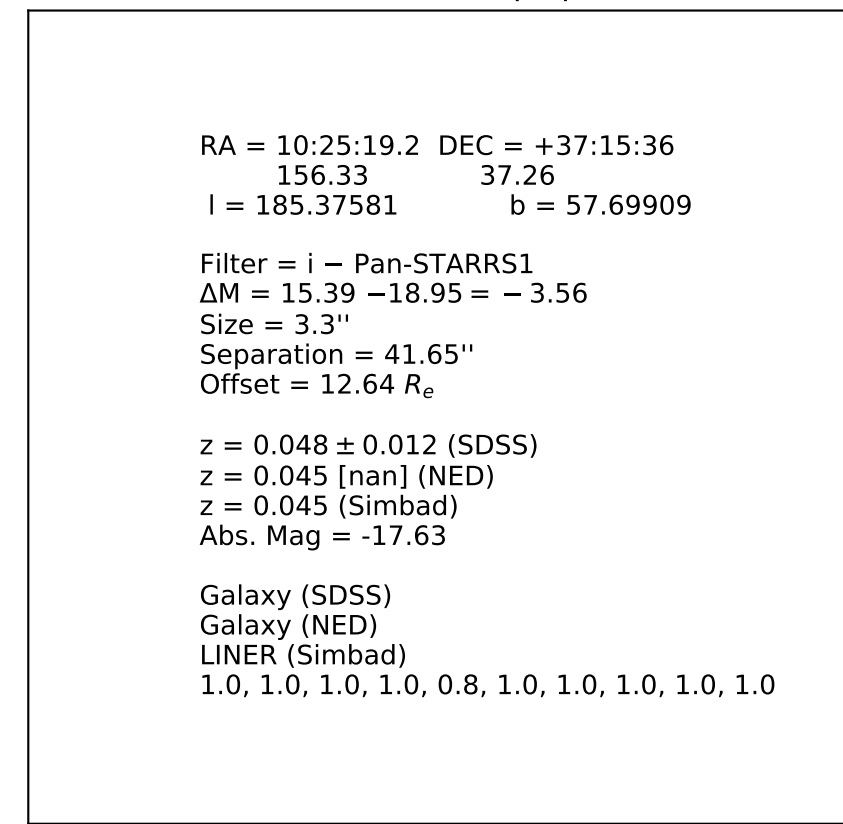 RA = 10:25:19.2 DEC = +37:15:36
156.33 37.26
l = 185.37581 b = 57.69909
Filter = i − Pan-STARRS1
ΔM = 15.39 −18.95 = − 3.56
Size = 3.3''
Separation = 41.65''
Offset = 12.64 Re
z = 0.048 ± 0.012 (SDSS)
z = 0.045 [nan] (NED)
z = 0.045 (Simbad)
Abs. Mag = -17.63
Galaxy (SDSS)
Galaxy (NED)
LINER (Simbad)
1.0, 1.0, 1.0, 1.0, 0.8, 1.0, 1.0, 1.0, 1.0, 1.0